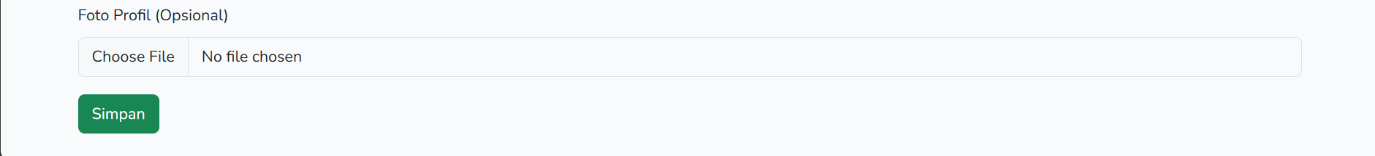 Foto Profil (Opsional)
Choose File No file chosen
Simpan